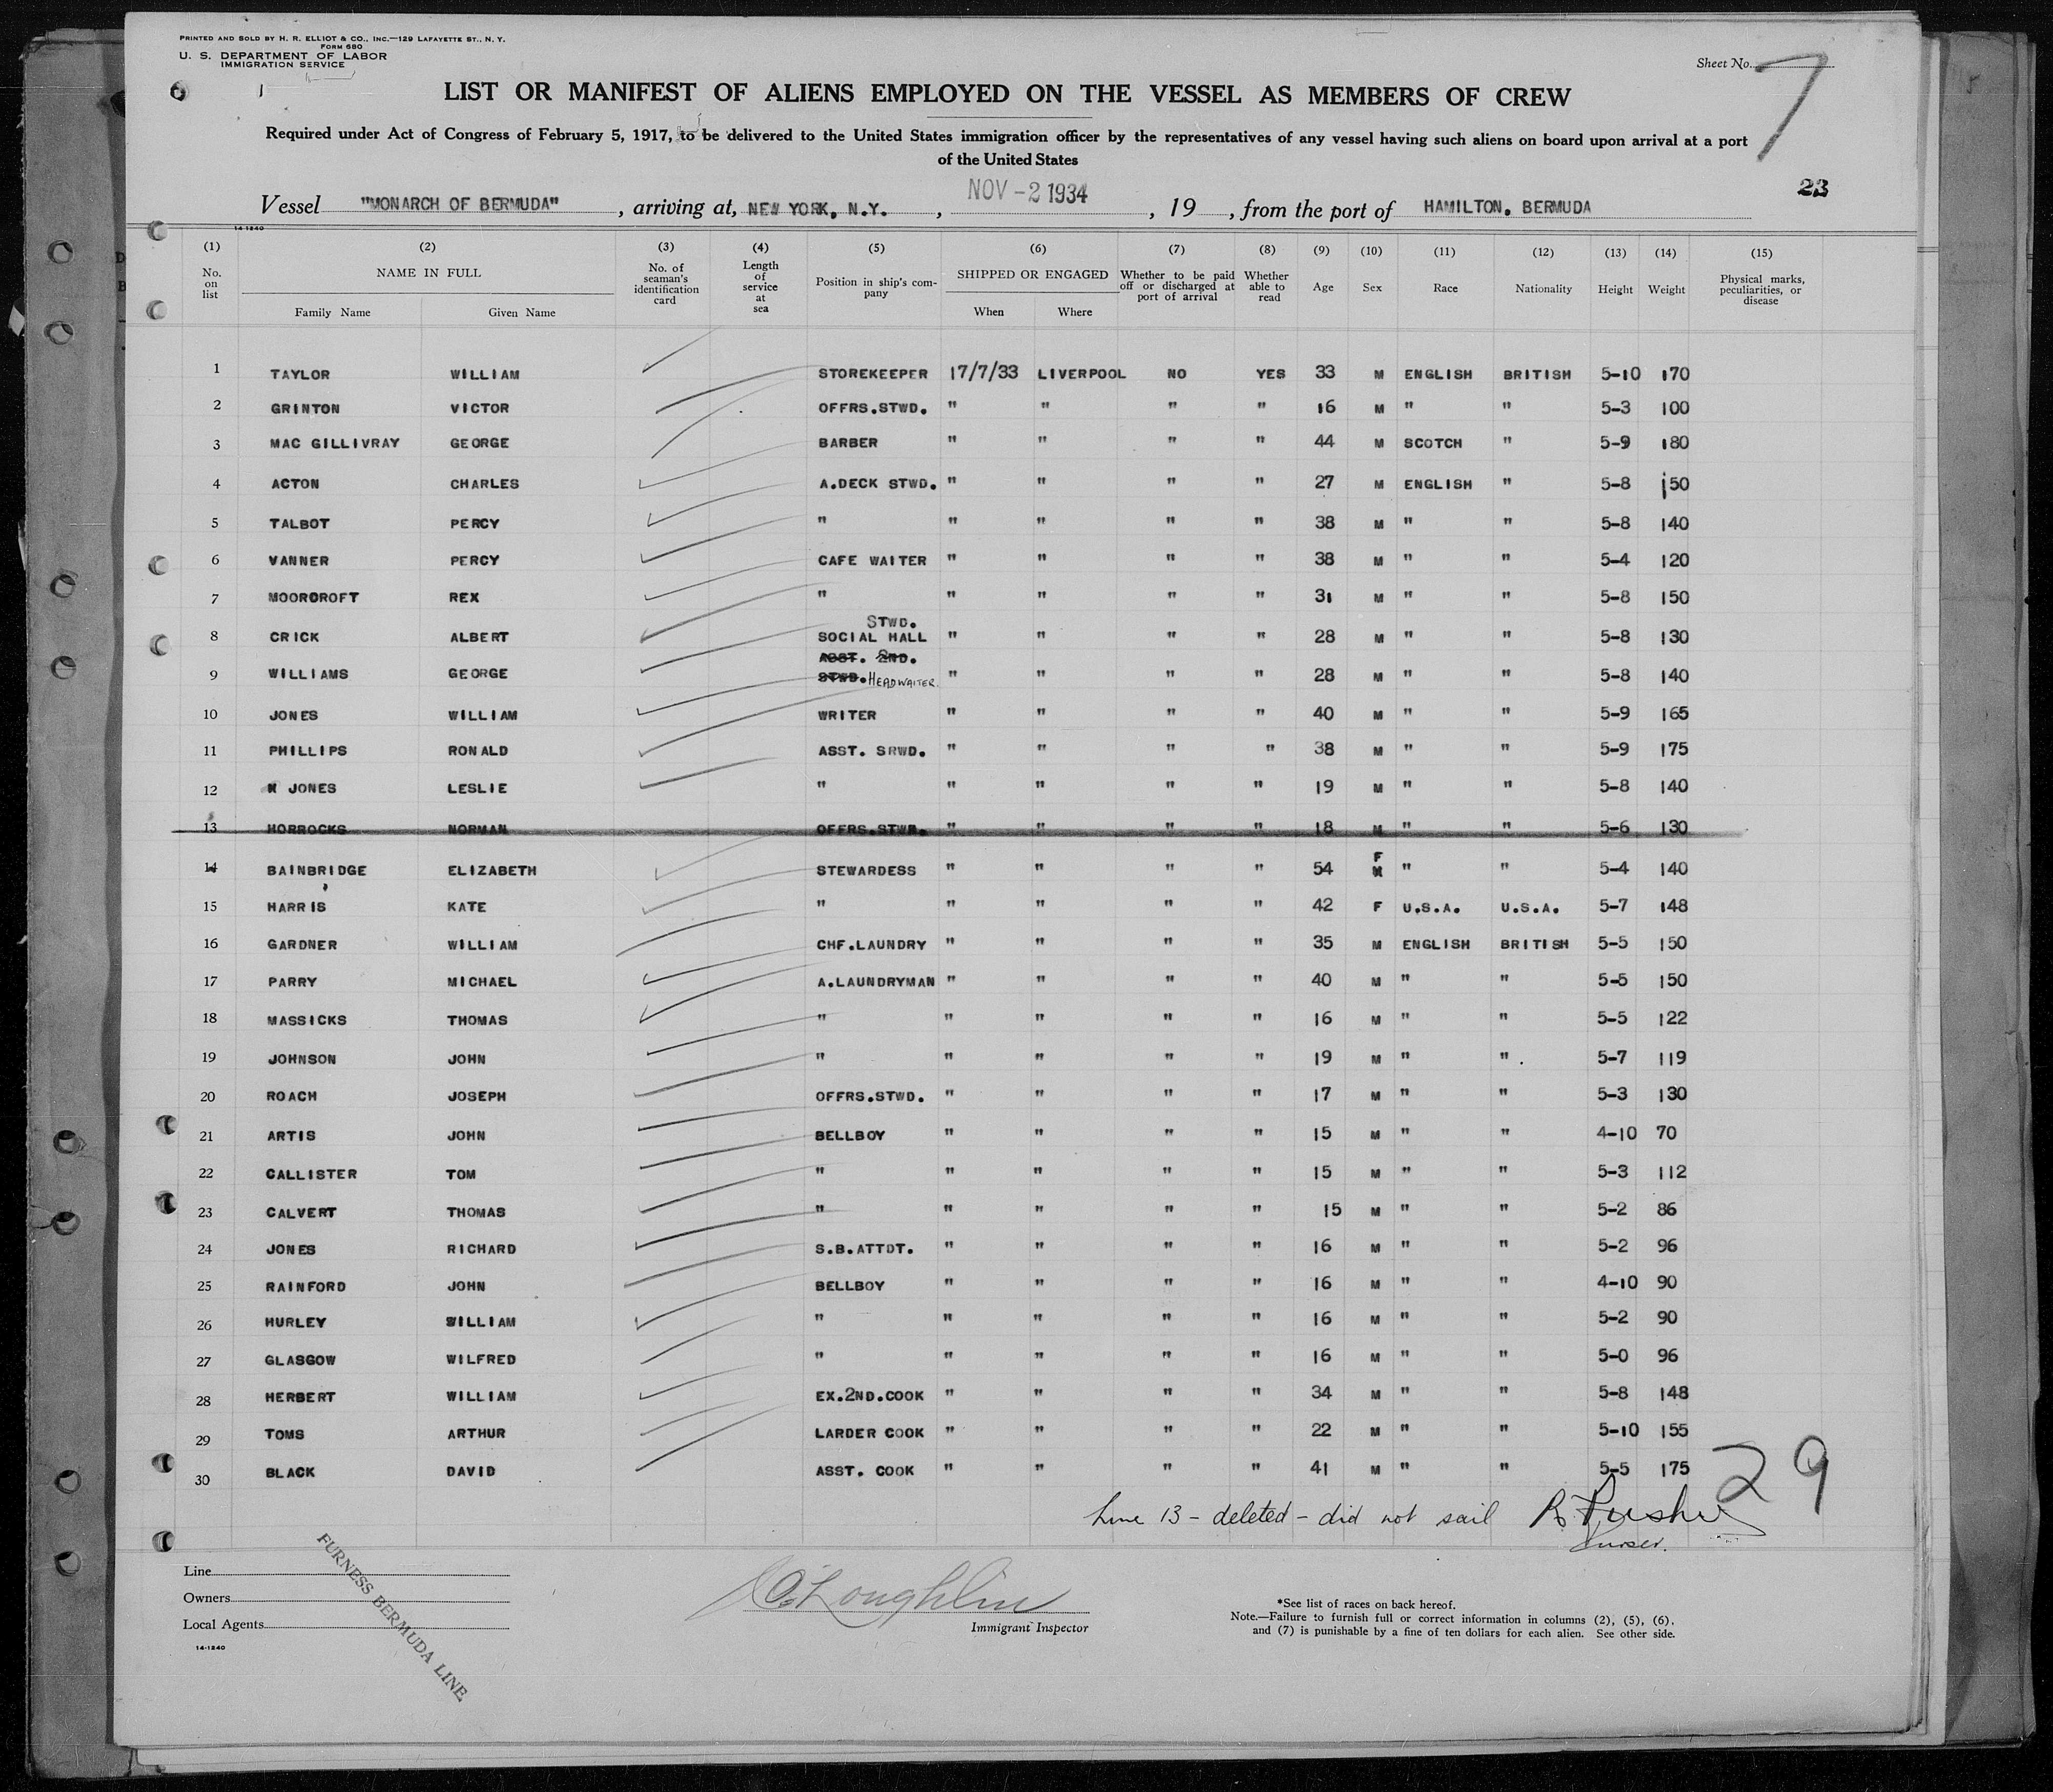 PRINTED AND SOLD BY H. R. ELLIOT & CO., INC.—129 LAFAYETTE ST., N. Y.
FORM 680
U. S. DEPARTMENT OF LABOR
IMMIGRATION SERVICE
Sheet No. 7
LIST OR MANIFEST OF ALIENS EMPLOYED ON THE VESSEL AS MEMBERS OF CREW
Required under Act of Congress of February 5, 1917, to be delivered to the United States immigration officer by the representatives of any vessel having such aliens on board upon arrival at a port
of the United States
23
Vessel "MONARCH OF BERMUDA", arriving at, NEW YORK, N.Y., NOV -2 1934, 19 , from the port of HAMILTON, BERMUDA
14-1240
(1) (2) (3) (4) (5) (6) (7) (8) (9) (10) (11) (12) (13) (14) (15)
No. on list NAME IN FULL Family Name Given Name No. of seaman's identification card Length of service at sea Position in ship's company SHIPPED OR ENGAGED When Where Whether to be paid off or discharged at port of arrival Whether able to read Age Sex Race Nationality Height Weight Physical marks, peculiarities, or disease
1 TAYLOR WILLIAM STOREKEEPER 17/7/33 LIVERPOOL NO YES 33 M ENGLISH BRITISH 5-10 170
2 GRINTON VICTOR OFFRS.STWD. " " " " 16 M " " 5-3 100
3 MAC GILLIVRAY GEORGE BARBER " " " " 44 M SCOTCH " 5-9 180
4 ACTON CHARLES A.DECK STWD. " " " " 27 M ENGLISH " 5-8 150
5 TALBOT PERCY " " " " " 38 M " " 5-8 140
6 VANNER PERCY CAFE WAITER " " " " 38 M " " 5-4 120
7 MOORCROFT REX " " " " " 31 M " " 5-8 150
STWD.
8 CRICK ALBERT SOCIAL HALL " " " " 28 M " " 5-8 130
ASST. 2ND.
9 WILLIAMS GEORGE STWD. HEADWAITER. " " " " 28 M " " 5-8 140
10 JONES WILLIAM WRITER " " " " 40 M " " 5-9 165
11 PHILLIPS RONALD ASST. SRWD. " " " " 38 M " " 5-9 175
12 JONES LESLIE " " " " " 19 M " " 5-8 140
13 HORROCKS NORMAN OFFRS.STWD. " " " " 18 M " " 5-6 130
14 BAINBRIDGE ELIZABETH STEWARDESS " " " " 54 F M " " 5-4 140
15 HARRIS KATE " " " " " 42 F U.S.A. U.S.A. 5-7 148
16 GARDNER WILLIAM CHF.LAUNDRY " " " " 35 M ENGLISH BRITISH 5-5 150
17 PARRY MICHAEL A.LAUNDRYMAN " " " " 40 M " " 5-5 150
18 MASSICKS THOMAS " " " " " 16 M " " 5-5 122
19 JOHNSON JOHN " " " " " 19 M " " . 5-7 119
20 ROACH JOSEPH OFFRS.STWD. " " " " 17 M " " 5-3 130
21 ARTIS JOHN BELLBOY " " " " 15 M " " 4-10 70
22 CALLISTER TOM " " " " " 15 M " " 5-3 112
23 CALVERT THOMAS " " " " " 15 M " " 5-2 86
24 JONES RICHARD S.B.ATTDT. " " " " 16 M " " 5-2 96
25 RAINFORD JOHN BELLBOY " " " " 16 M " " 4-10 90
26 HURLEY WILLIAM " " " " " 16 M " " 5-2 90
27 GLASGOW WILFRED " " " " " 16 M " " 5-0 96
28 HERBERT WILLIAM EX.2ND.COOK " " " " 34 M " " 5-8 148
29 TOMS ARTHUR LARDER COOK " " " " 22 M " " 5-10 155
30 BLACK DAVID ASST. COOK " " " " 41 M " " 5-5 175
29
Line 13 - deleted - did not sail
Purser.
Line
Owners
Local Agents
14-1240
FURNESS BERMUDA LINE
Immigrant Inspector
*See list of races on back hereof.
Note.—Failure to furnish full or correct information in columns (2), (5), (6),
and (7) is punishable by a fine of ten dollars for each alien. See other side.